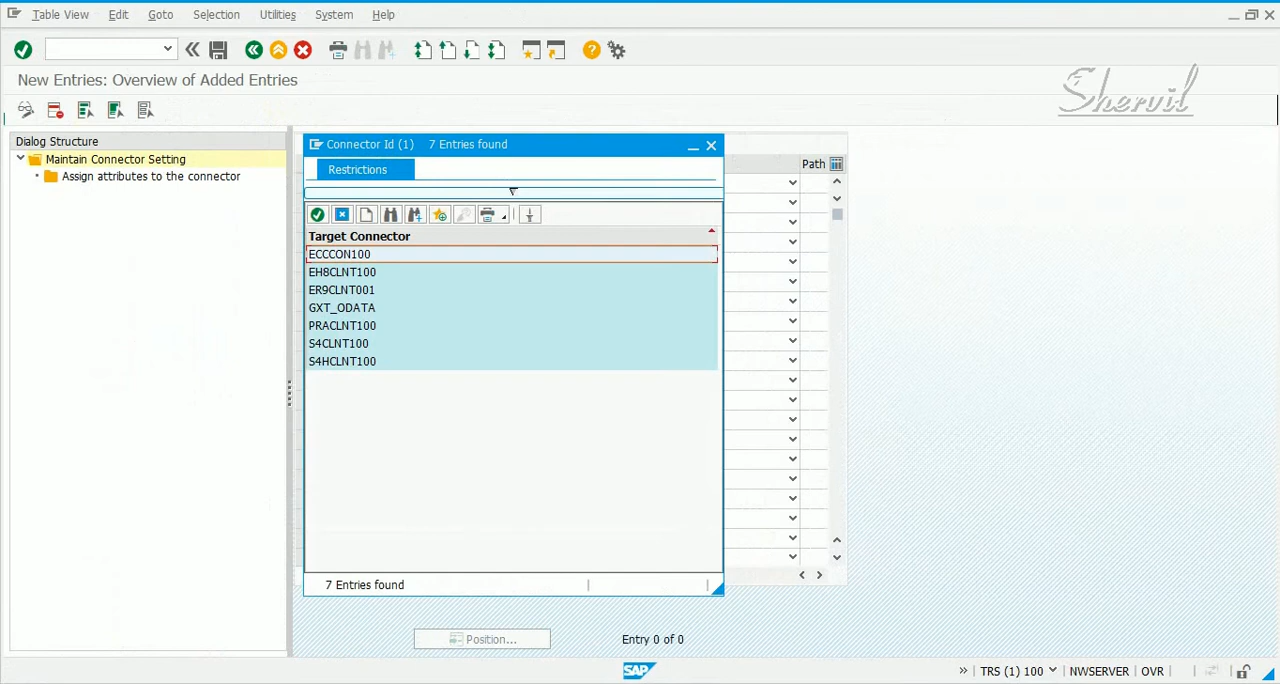 Table View Edit Goto Selection Utilities System Help
New Entries: Overview of Added Entries
Shervil
Dialog Structure
Maintain Connector Setting
Assign attributes to the connector
Connector Id (1) 7 Entries found
Restrictions
Path
Target Connector
ECCCON100
EH8CLNT100
ER9CLNT001
GXT_ODATA
PRACLNT100
S4CLNT100
S4HCLNT100
7 Entries found
Position...
Entry 0 of 0
SAP
TRS (1) 100
NWSERVER
OVR